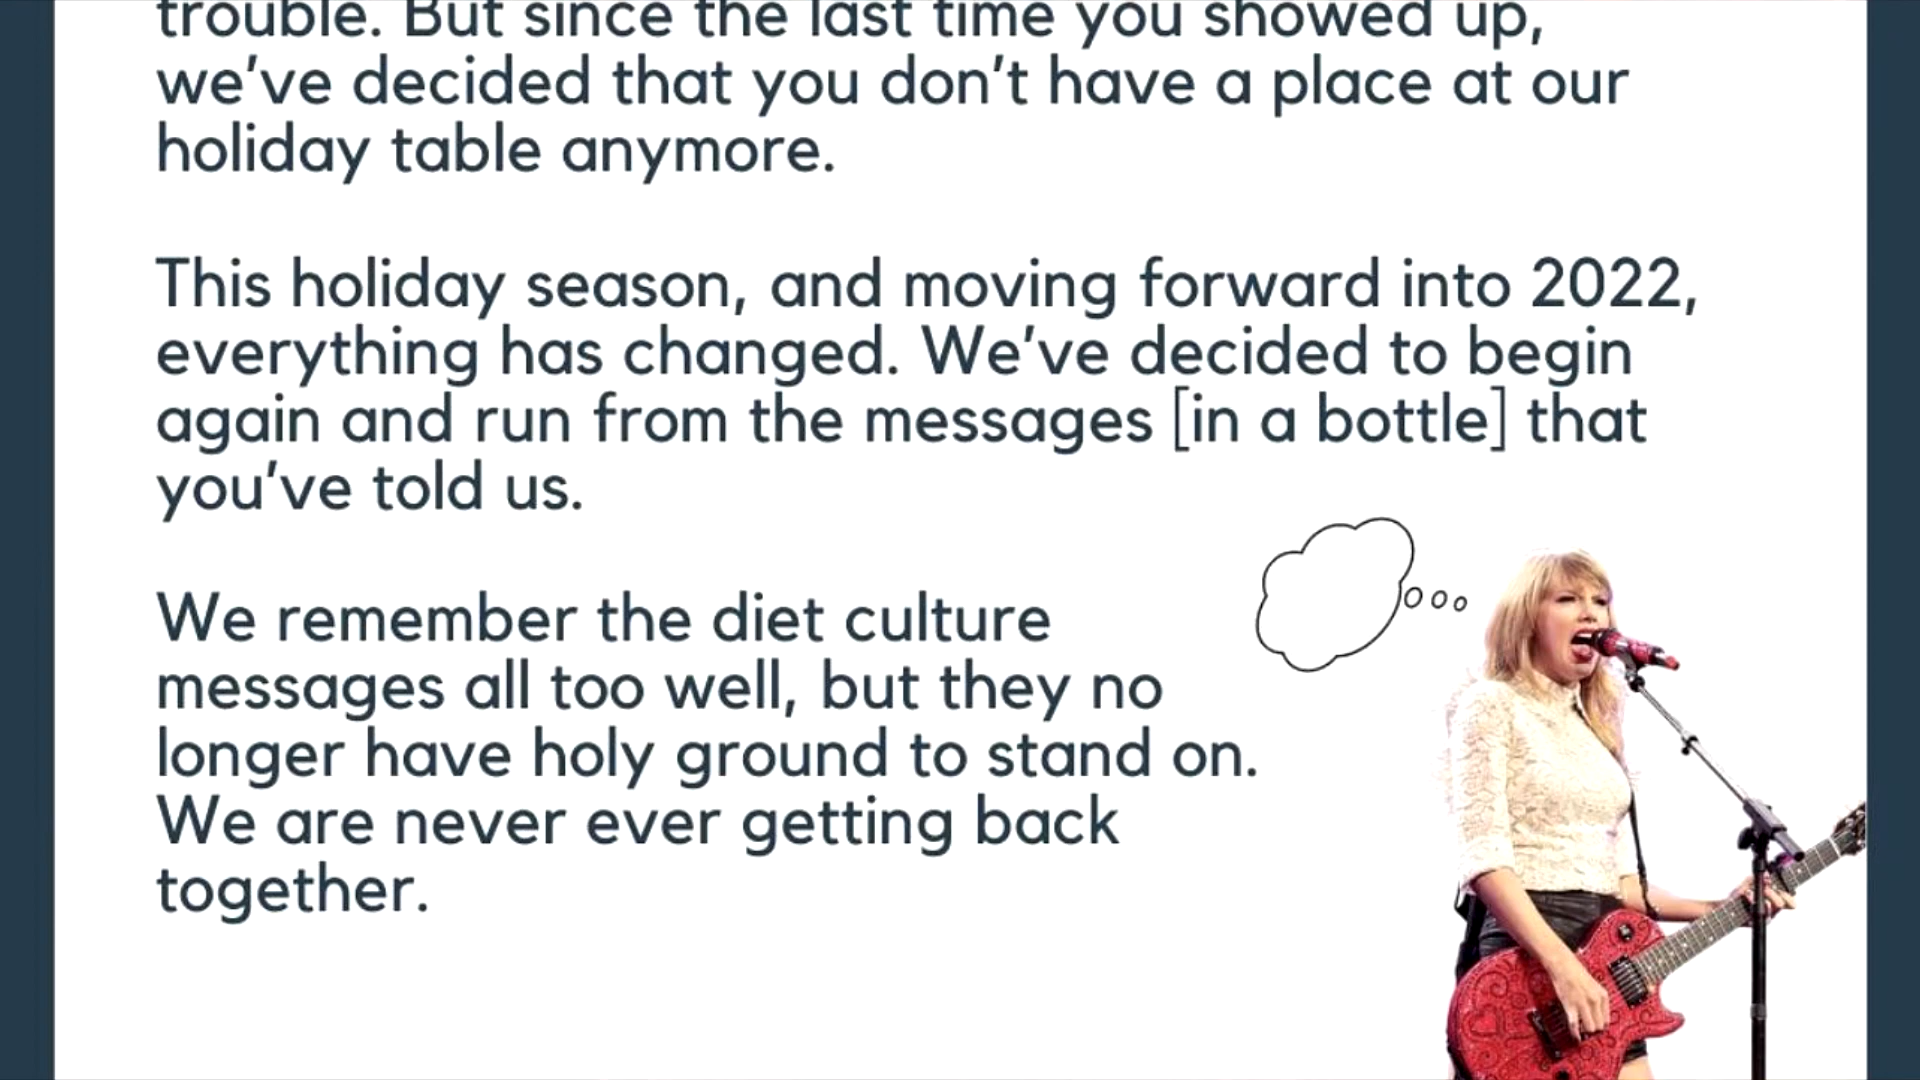 trouble. But since the last time you showed up,
we've decided that you don't have a place at our
holiday table anymore.
This holiday season, and moving forward into 2022,
everything has changed. We've decided to begin
again and run from the messages [in a bottle] that
you've told us.
We remember the diet culture
messages all too well, but they no
longer have holy ground to stand on.
We are never ever getting back
together.